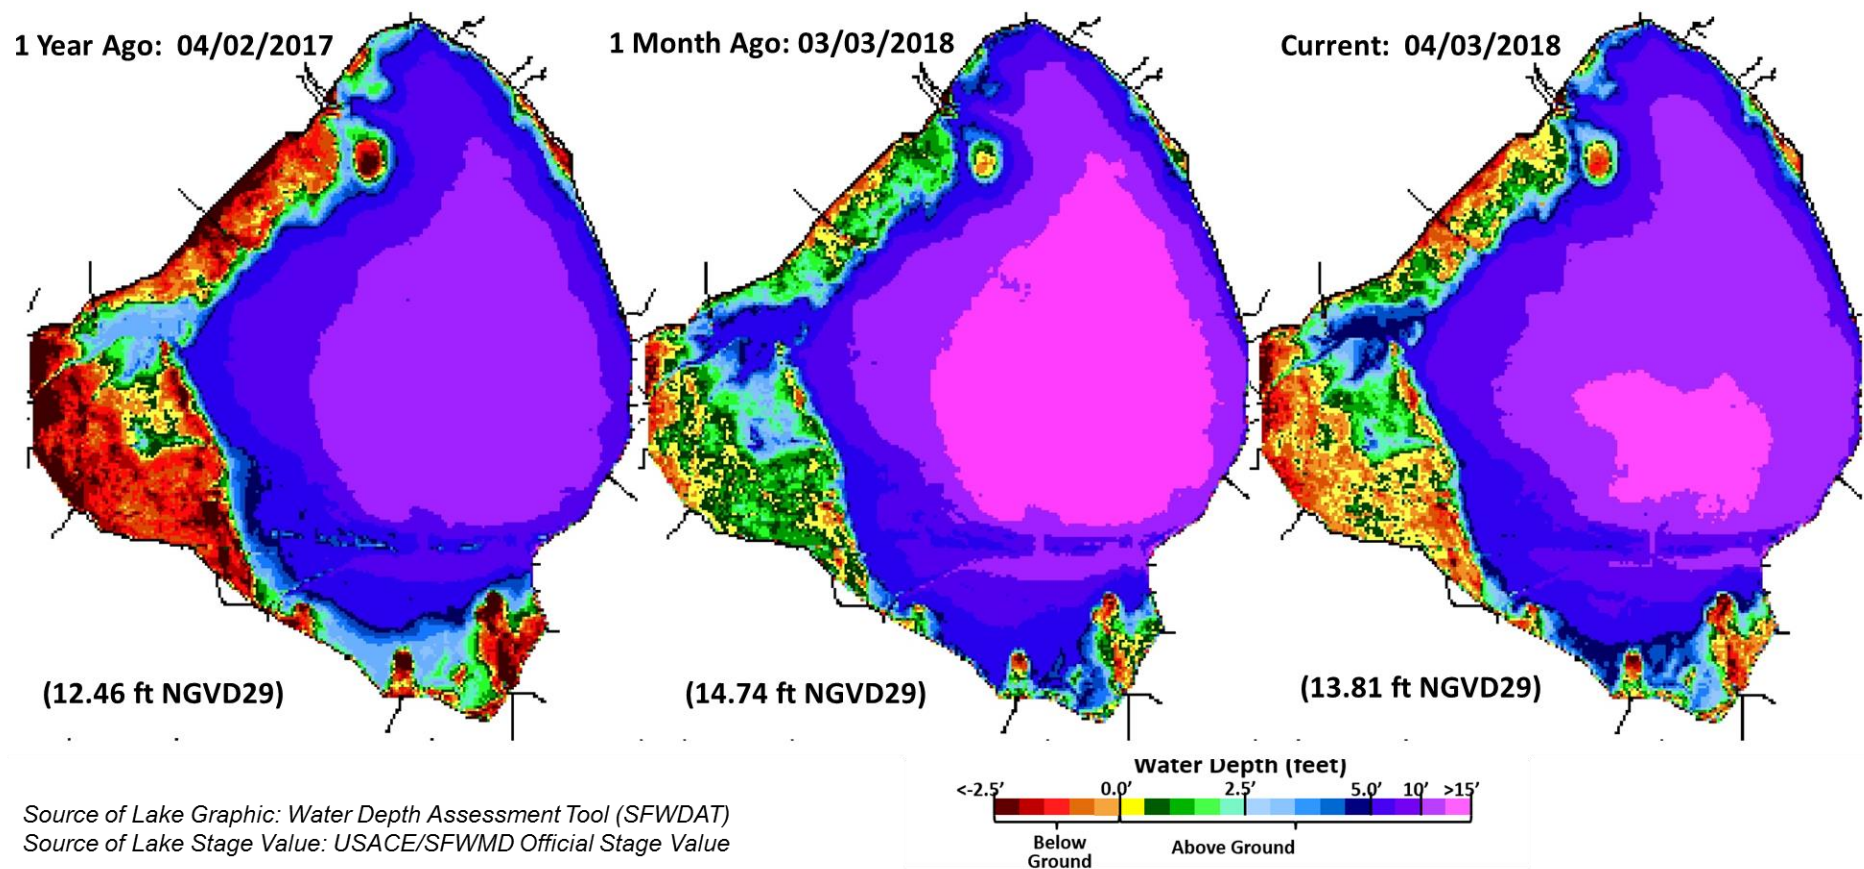 1 Year Ago:  04/02/2017
1 Month Ago: 03/03/2018
Current:  04/03/2018
(12.46 ft NGVD29)
(14.74 ft NGVD29)
(13.81 ft NGVD29)
Water Depth (feet)
<-2.5’ 0.0’ 2.5’ 5.0’ 10’ >15’
Below
Ground
Above Ground
Source of Lake Graphic: Water Depth Assessment Tool (SFWDAT)
Source of Lake Stage Value: USACE/SFWMD Official Stage Value